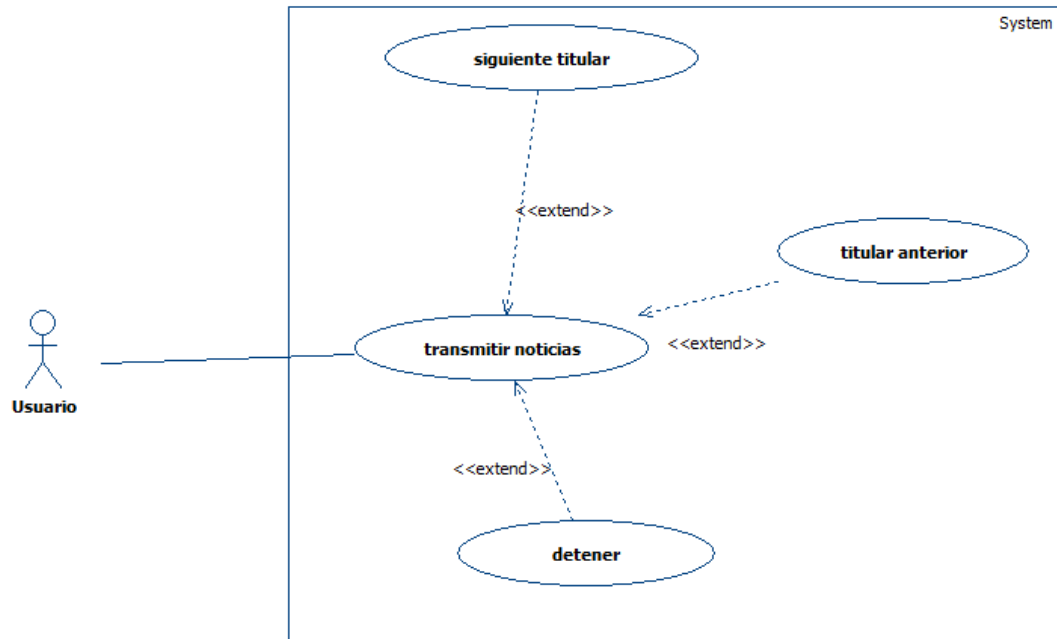 System
siguiente titular
<<extend>>
titular anterior
<<extend>>
transmitir noticias
Usuario
<<extend>>
detener